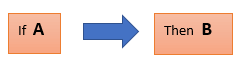 If A
Then B